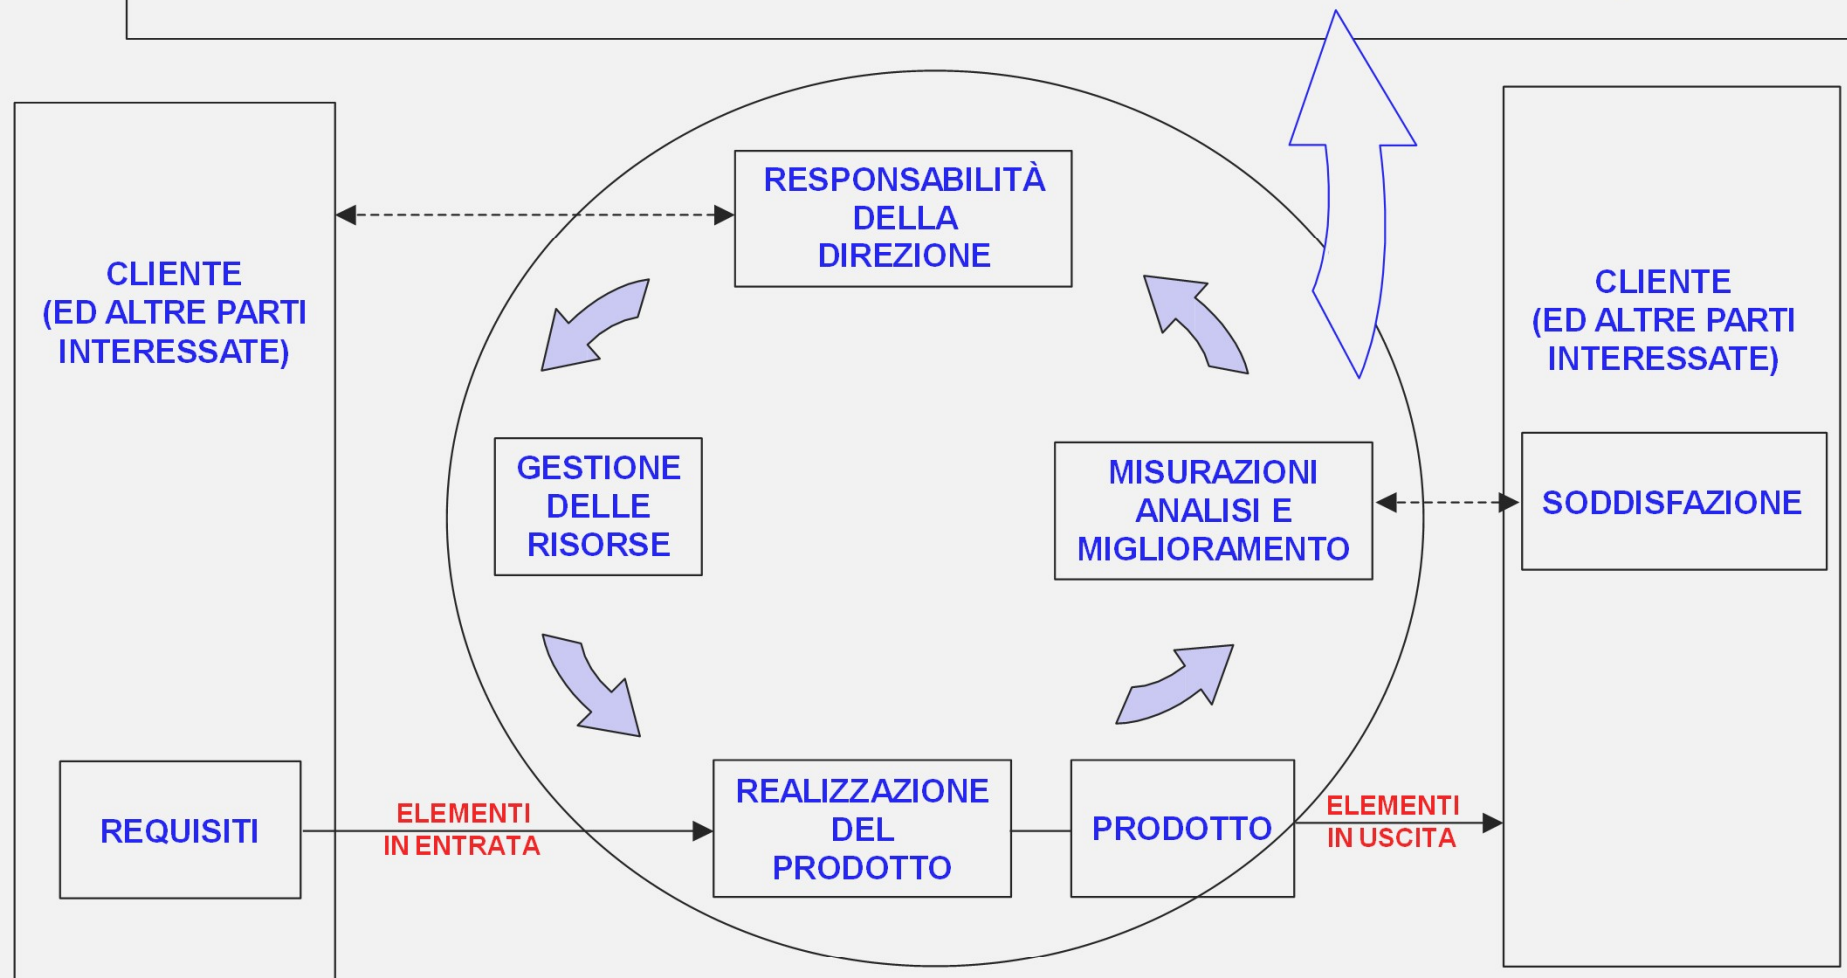 RESPONSABILITÀ
DELLA
DIREZIONE
CLIENTE
(ED ALTRE PARTI
INTERESSATE)
CLIENTE
(ED ALTRE PARTI
INTERESSATE)
GESTIONE
DELLE
RISORSE
MISURAZIONI
ANALISI E
MIGLIORAMENTO
SODDISFAZIONE
REQUISITI
ELEMENTI
IN ENTRATA
REALIZZAZIONE
DEL
PRODOTTO
PRODOTTO
ELEMENTI
IN USCITA